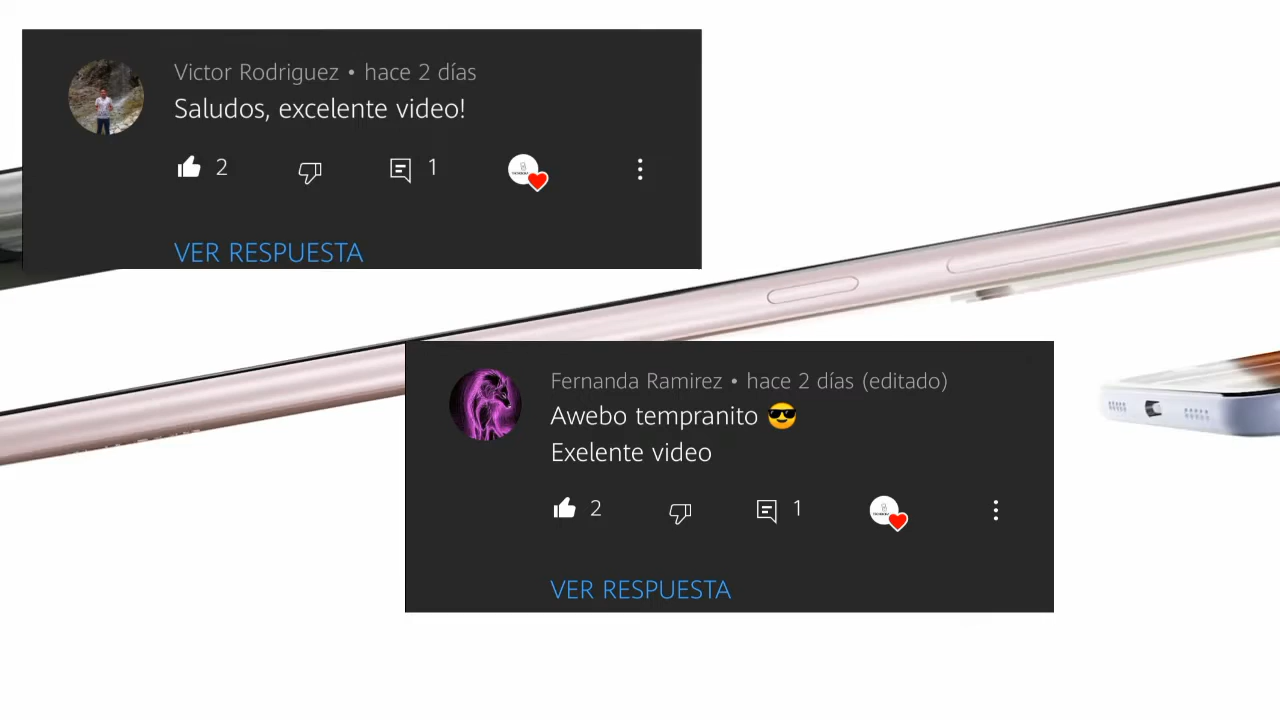 Victor Rodriguez • hace 2 días
Saludos, excelente video!
2
1
VER RESPUESTA
Fernanda Ramirez • hace 2 días (editado)
Awebo tempranito 😎
Exelente video
2
1
VER RESPUESTA